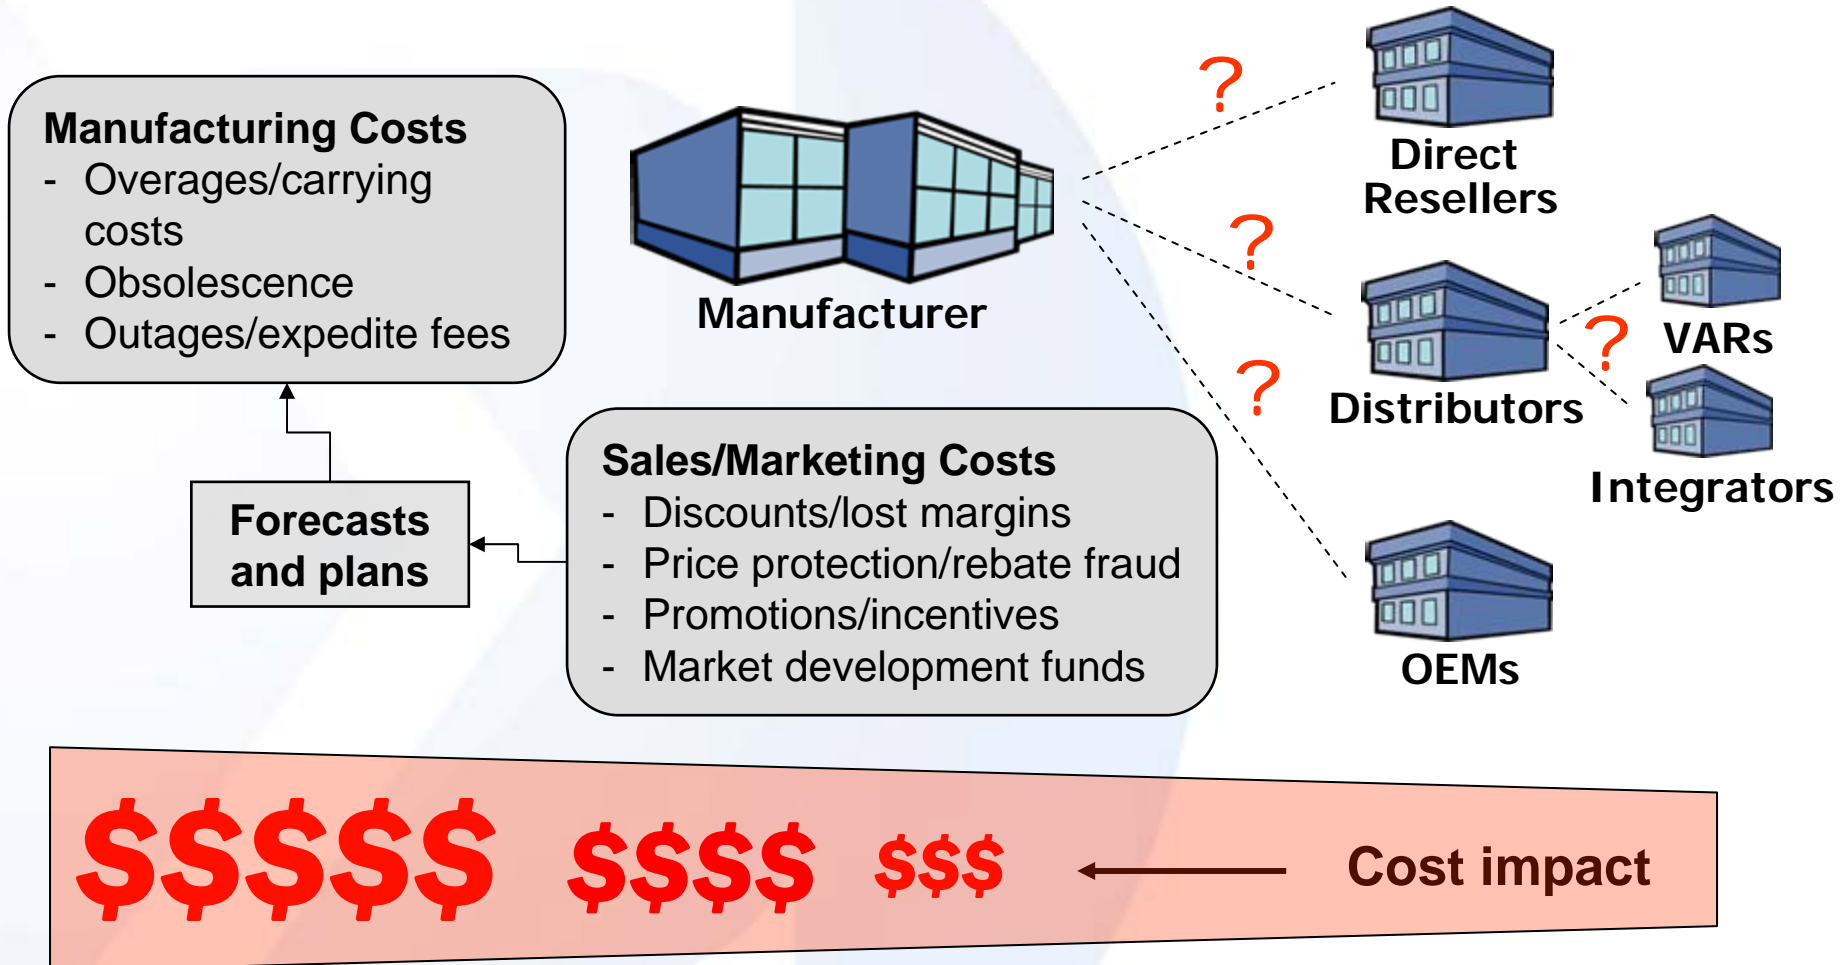 Manufacturing Costs
- Overages/carrying
costs
- Obsolescence
- Outages/expedite fees
Manufacturer
?
?
?
?
Direct
Resellers
VARs
Distributors
Integrators
OEMs
Forecasts
and plans
Sales/Marketing Costs
- Discounts/lost margins
- Price protection/rebate fraud
- Promotions/incentives
- Market development funds
$$$$$ $$$$ $$$ Cost impact